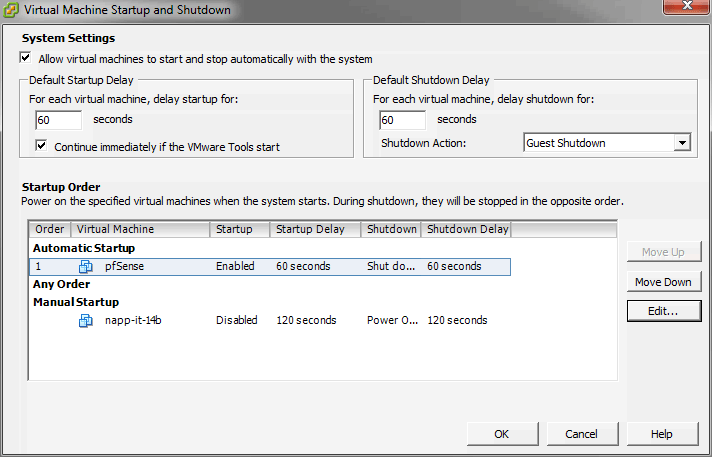 Virtual Machine Startup and Shutdown
System Settings
Allow virtual machines to start and stop automatically with the system
Default Startup Delay
For each virtual machine, delay startup for:
60 seconds
Continue immediately if the VMware Tools start
Default Shutdown Delay
For each virtual machine, delay shutdown for:
60 seconds
Shutdown Action: Guest Shutdown
Startup Order
Power on the specified virtual machines when the system starts. During shutdown, they will be stopped in the opposite order.
Order Virtual Machine Startup Startup Delay Shutdown Shutdown Delay
Automatic Startup
1 pfSense Enabled 60 seconds Shut do... 60 seconds
Any Order
Manual Startup
napp-it-14b Disabled 120 seconds Power O... 120 seconds
Move Up
Move Down
Edit...
OK Cancel Help